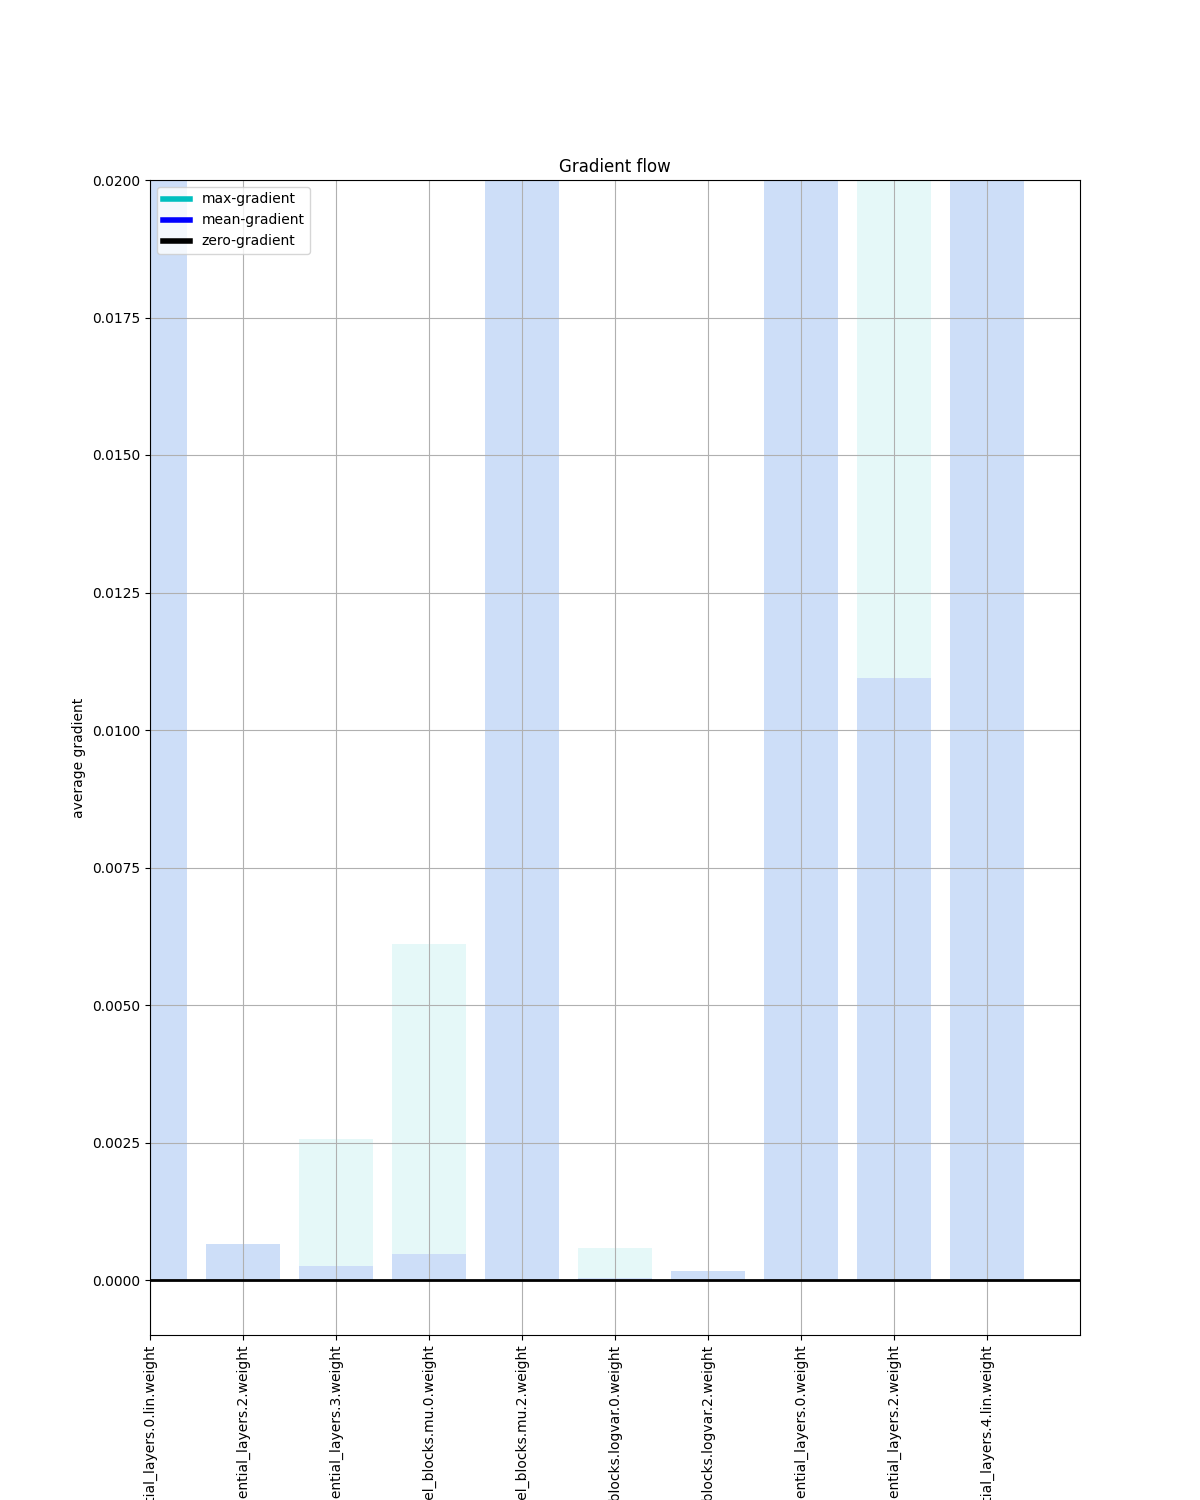 Gradient flow
max-gradient
mean-gradient
zero-gradient
0.0200
0.0175
0.0150
0.0125
0.0100
0.0075
0.0050
0.0025
0.0000
average gradient
tial_layers.0.lin.weight
ential_layers.2.weight
ential_layers.3.weight
el_blocks.mu.0.weight
el_blocks.mu.2.weight
blocks.logvar.0.weight
blocks.logvar.2.weight
ential_layers.0.weight
ential_layers.2.weight
tial_layers.4.lin.weight